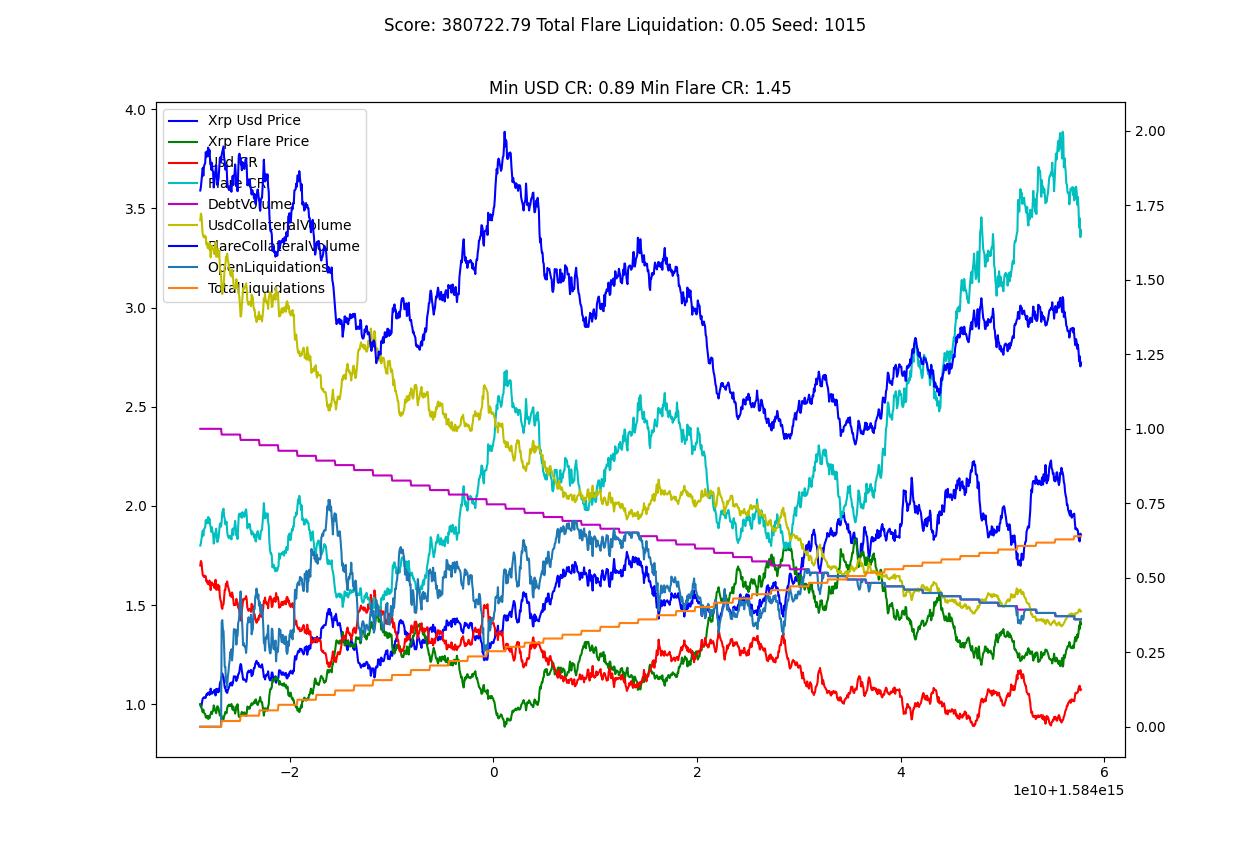 Score: 380722.79 Total Flare Liquidation: 0.05 Seed: 1015
Min USD CR: 0.89 Min Flare CR: 1.45
Xrp Usd Price
Xrp Flare Price
Usd CR
Flare CR
DebtVolume
UsdCollateralVolume
FlareCollateralVolume
OpenLiquidations
TotalLiquidations
4.0
3.5
3.0
2.5
2.0
1.5
1.0
2.00
1.75
1.50
1.25
1.00
0.75
0.50
0.25
0.00
−2 0 2 4 6
1e10+1.584e15